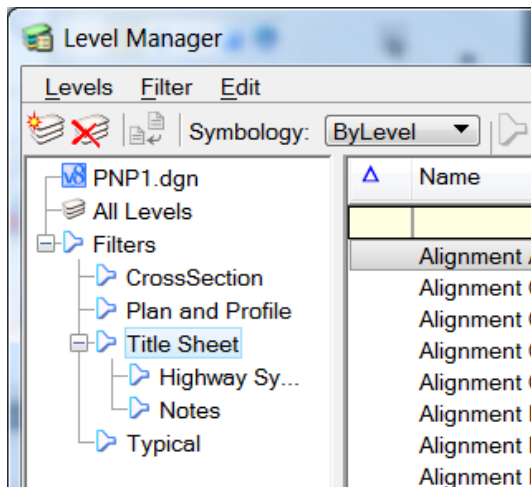 Level Manager
Levels Filter Edit
Symbology: ByLevel
V8 PNP1.dgn
All Levels
Filters
CrossSection
Plan and Profile
Title Sheet
Highway Sy...
Notes
Typical
Name
Alignment
Alignment
Alignment
Alignment
Alignment
Alignment
Alignment
Alignment